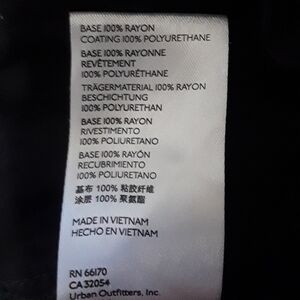 BASE 100% RAYON
COATING 100% POLYURETHANE
BASE 100% RAYONNE
REVÊTEMENT
100% POLYURÉTHANE
TRÄGERMATERIAL 100% RAYON
BESCHICHTUNG
100% POLYURETHAN
BASE 100% RAYON
RIVESTIMENTO
100% POLIURETANO
BASE 100% RAYÓN
RECUBRIMIENTO
100% POLIURETANO
基布 100% 粘胶纤维
涂层 100% 聚氨酯
MADE IN VIETNAM
HECHO EN VIETNAM
RN 66170
CA 32054
Urban Outfitters, Inc.